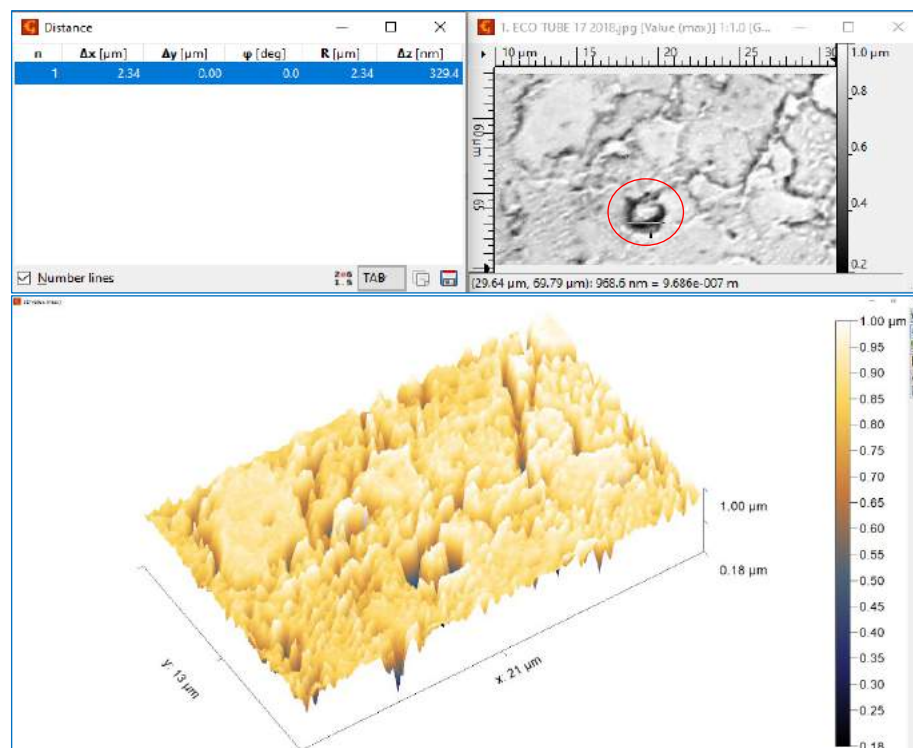 Distance
n Δx [µm] Δy [µm] φ [deg] R [µm] Δz [nm]
1 2.34 0.00 0.0 2.34 329.4
Number lines
TAB
1. ECO TUBE 17 2018.jpg [Value (max)] 1:1.0 [G...
10 µm 15 20 25 30
60 µm
65
1.0 µm
0.8
0.6
0.4
0.2
(29.64 µm, 69.79 µm): 968.6 nm = 9.686e-007 m
1.00 µm
0.95
0.90
0.85
0.80
0.75
0.70
0.65
0.60
0.55
0.50
0.45
0.40
0.35
0.30
0.25
0.18
1.00 µm
0.18 µm
x: 21 µm
y: 13 µm